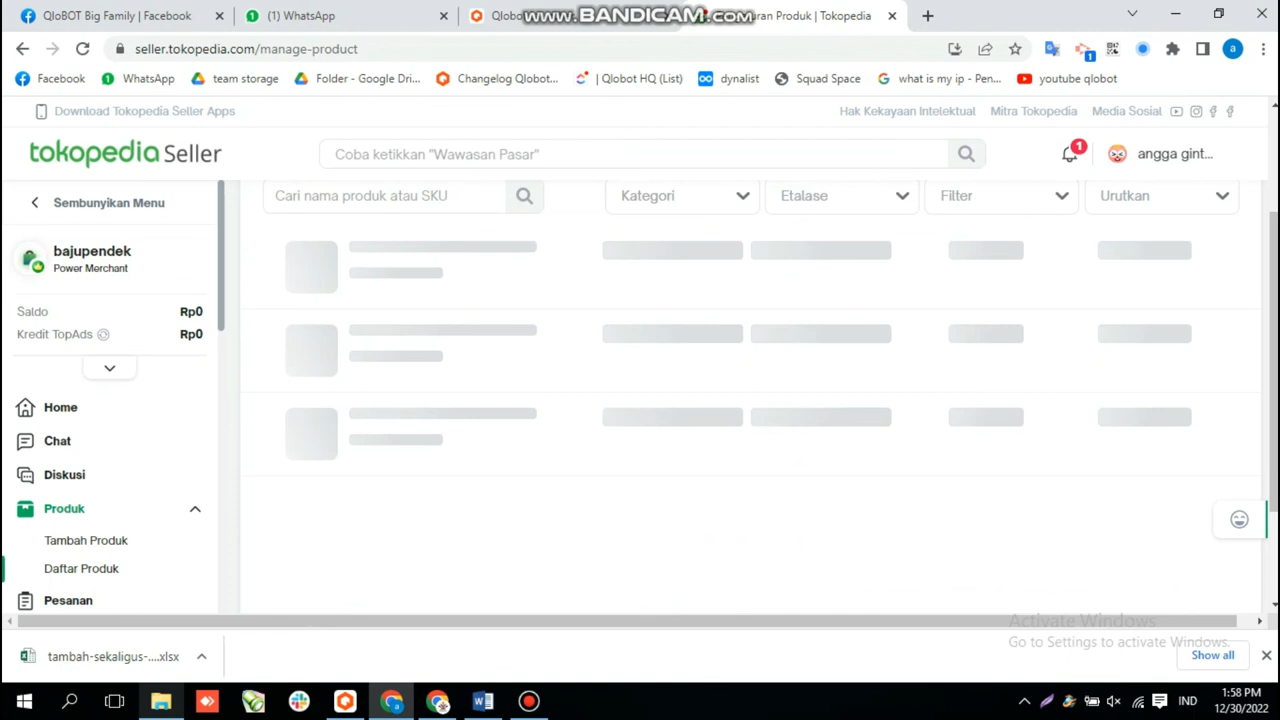 QIoBOT Big Family | Facebook
(1) WhatsApp
Qlob
www.BANDICAM.com
uran Produk | Tokopedia
seller.tokopedia.com/manage-product
1
a
Facebook
WhatsApp
team storage
Folder - Google Dri...
Changelog Qlobot...
| Qlobot HQ (List)
dynalist
Squad Space
what is my ip - Pen...
youtube qlobot
Download Tokopedia Seller Apps
Hak Kekayaan Intelektual
Mitra Tokopedia
Media Sosial
tokopedia Seller
Coba ketikkan "Wawasan Pasar"
1
angga gint...
Sembunyikan Menu
Cari nama produk atau SKU
Kategori
Etalase
Filter
Urutkan
bajupendek
Power Merchant
Saldo
Rp0
Kredit TopAds
Rp0
Home
Chat
Diskusi
Produk
Tambah Produk
Daftar Produk
Pesanan
Activate Windows
Go to Settings to activate Windows.
tambah-sekaligus-....xlsx
Show all
IND
1:58 PM
12/30/2022